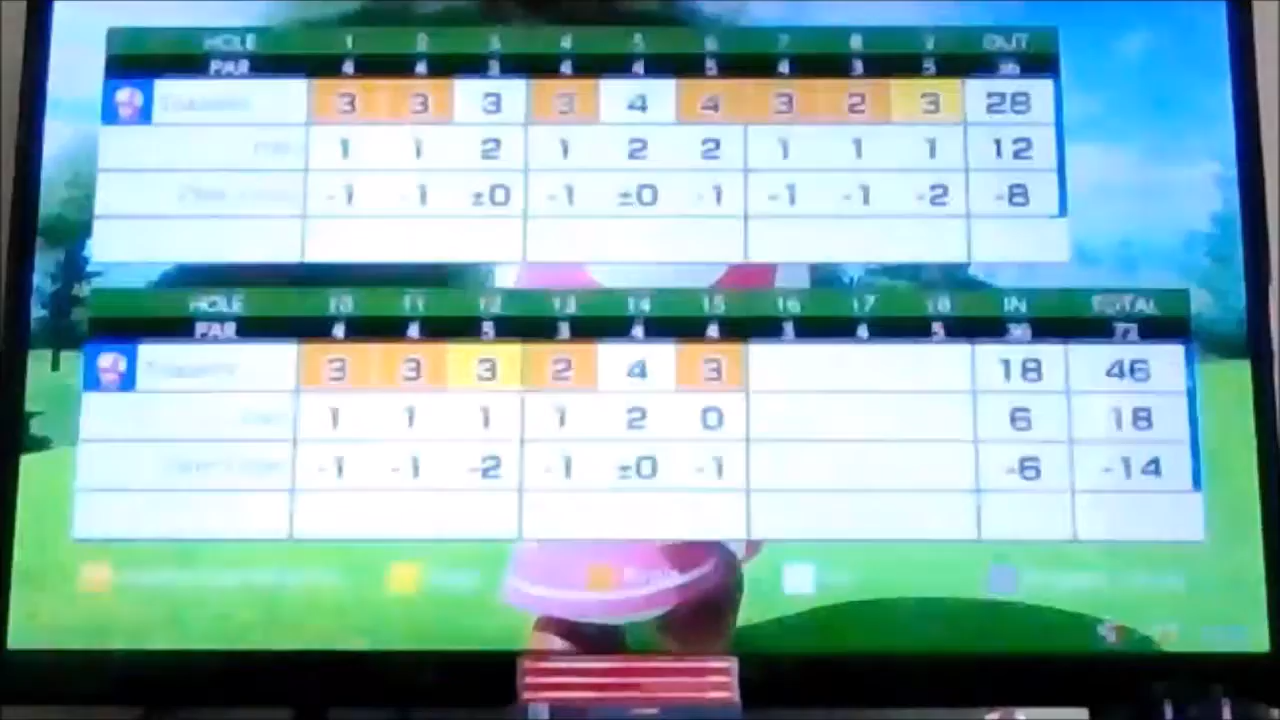 HOLE 1 2 3 4 5 6 7 8 9 OUT
PAR 4 4 3 4 4 5 4 3 5 36
3 3 3 3 4 4 3 2 3 28
1 1 2 1 2 2 1 1 1 12
-1 -1 ±0 -1 ±0 -1 -1 -1 -2 -8
HOLE 10 11 12 13 14 15 16 17 18 IN TOTAL
PAR 4 4 5 3 4 4 3 4 5 36 72
3 3 3 2 4 3 18 46
1 1 1 1 2 0 6 18
-1 -1 -2 -1 ±0 -1 -6 -14